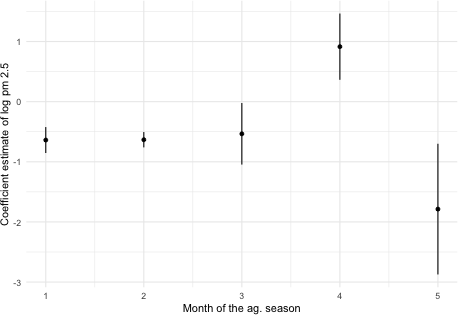 1
0
-1
-2
-3
Coefficient estimate of log pm 2.5
1 2 3 4 5
Month of the ag. season